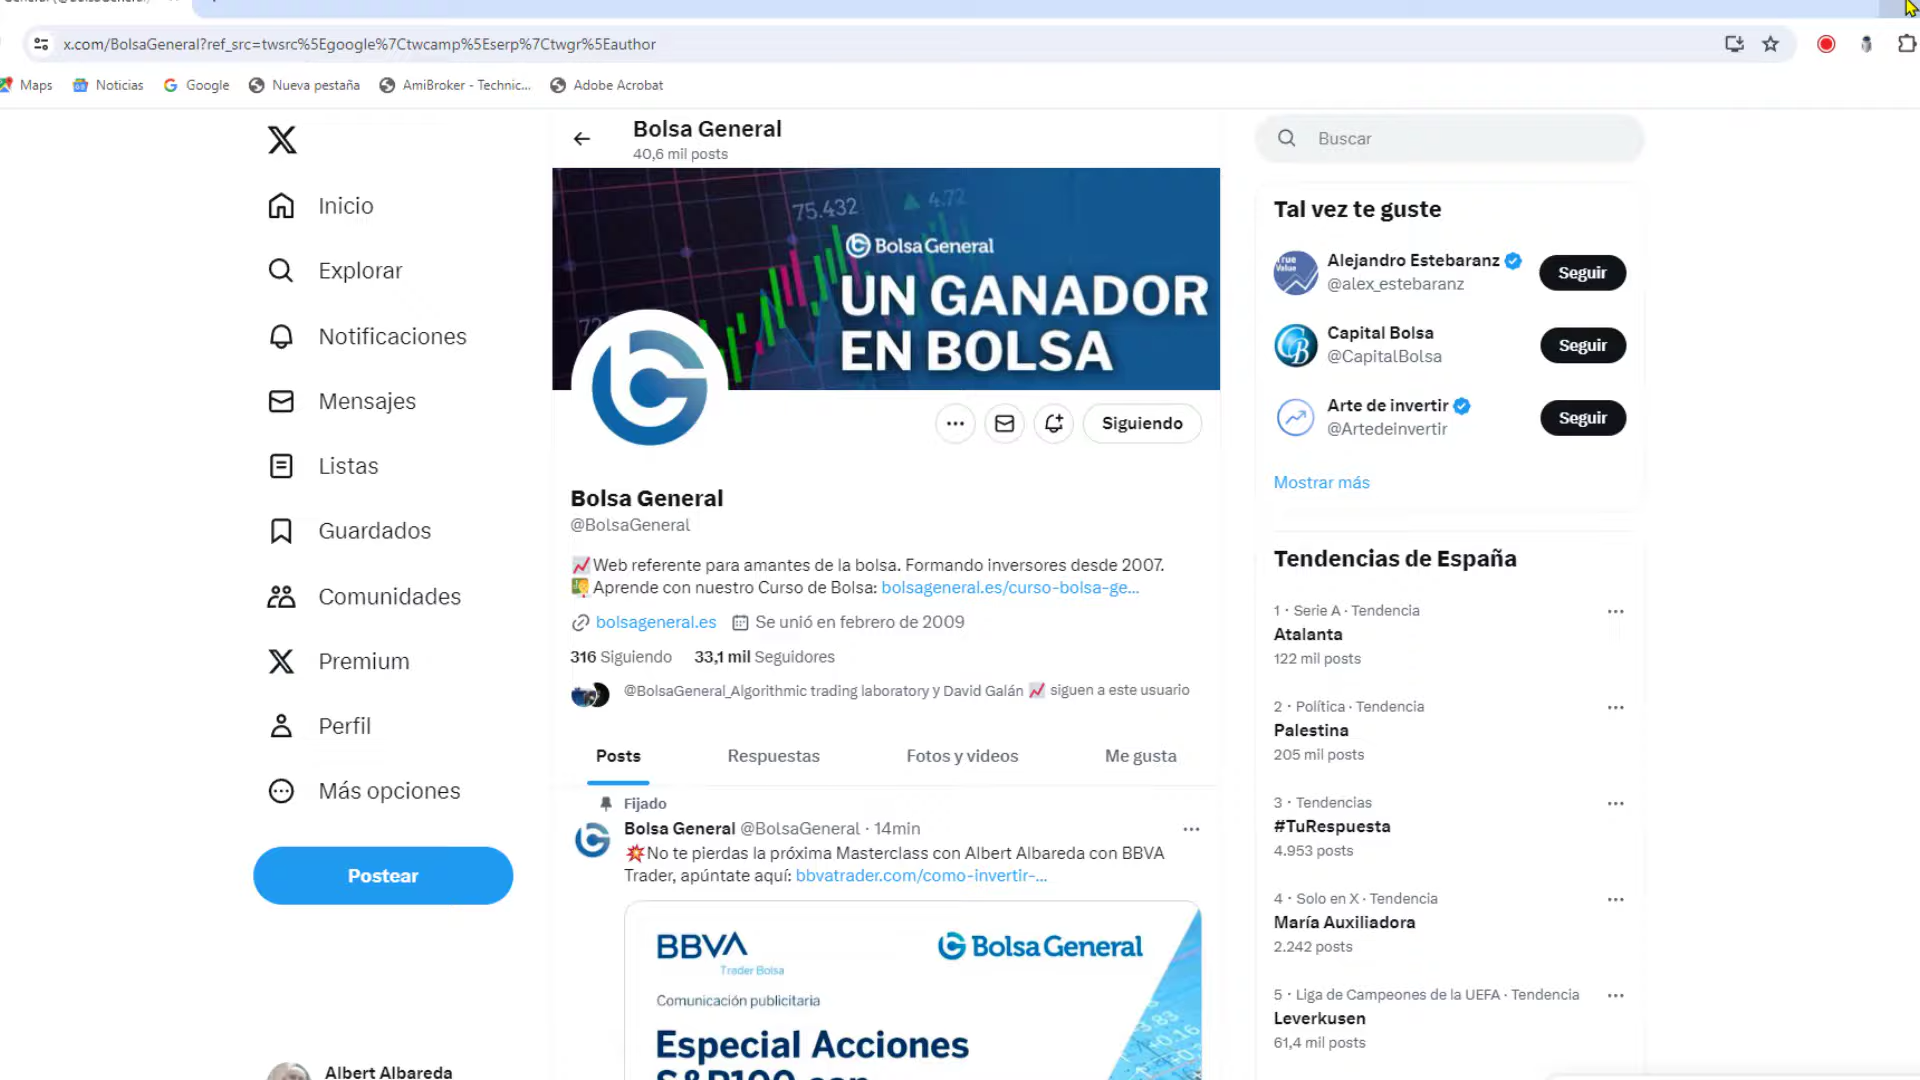 x.com/BolsaGeneral?ref_src=twsrc%5Egoogle%7Ctwcamp%5Eserp%7Ctwgr%5Eauthor
Maps
Noticias
Google
Nueva pestaña
AmiBroker - Technic...
Adobe Acrobat
Inicio
Explorar
Notificaciones
Mensajes
Listas
Guardados
Comunidades
Premium
Perfil
Más opciones
Postear
Albert Albareda
Bolsa General
40,6 mil posts
75.432
4.72
BolsaGeneral
UN GANADOR
EN BOLSA
Siguiendo
Bolsa General
@BolsaGeneral
Web referente para amantes de la bolsa. Formando inversores desde 2007.
Aprende con nuestro Curso de Bolsa: bolsageneral.es/curso-bolsa-ge...
bolsageneral.es Se unió en febrero de 2009
316 Siguiendo 33,1 mil Seguidores
@BolsaGeneral_Algorithmic trading laboratory y David Galán siguen a este usuario
Posts
Respuestas
Fotos y videos
Me gusta
Fijado
Bolsa General @BolsaGeneral · 14min
No te pierdas la próxima Masterclass con Albert Albareda con BBVA
Trader, apúntate aquí: bbvatrader.com/como-invertir-...
BBVA
Trader Bolsa
Bolsa General
Comunicación publicitaria
Especial Acciones
S&P100 con
Buscar
Tal vez te guste
True Value
Alejandro Estebaranz
@alex_estebaranz
Seguir
Capital Bolsa
@CapitalBolsa
Seguir
Arte de invertir
@Artedeinvertir
Seguir
Mostrar más
Tendencias de España
1 · Serie A · Tendencia
Atalanta
122 mil posts
2 · Política · Tendencia
Palestina
205 mil posts
3 · Tendencias
#TuRespuesta
4.953 posts
4 · Solo en X · Tendencia
María Auxiliadora
2.242 posts
5 · Liga de Campeones de la UEFA · Tendencia
Leverkusen
61,4 mil posts